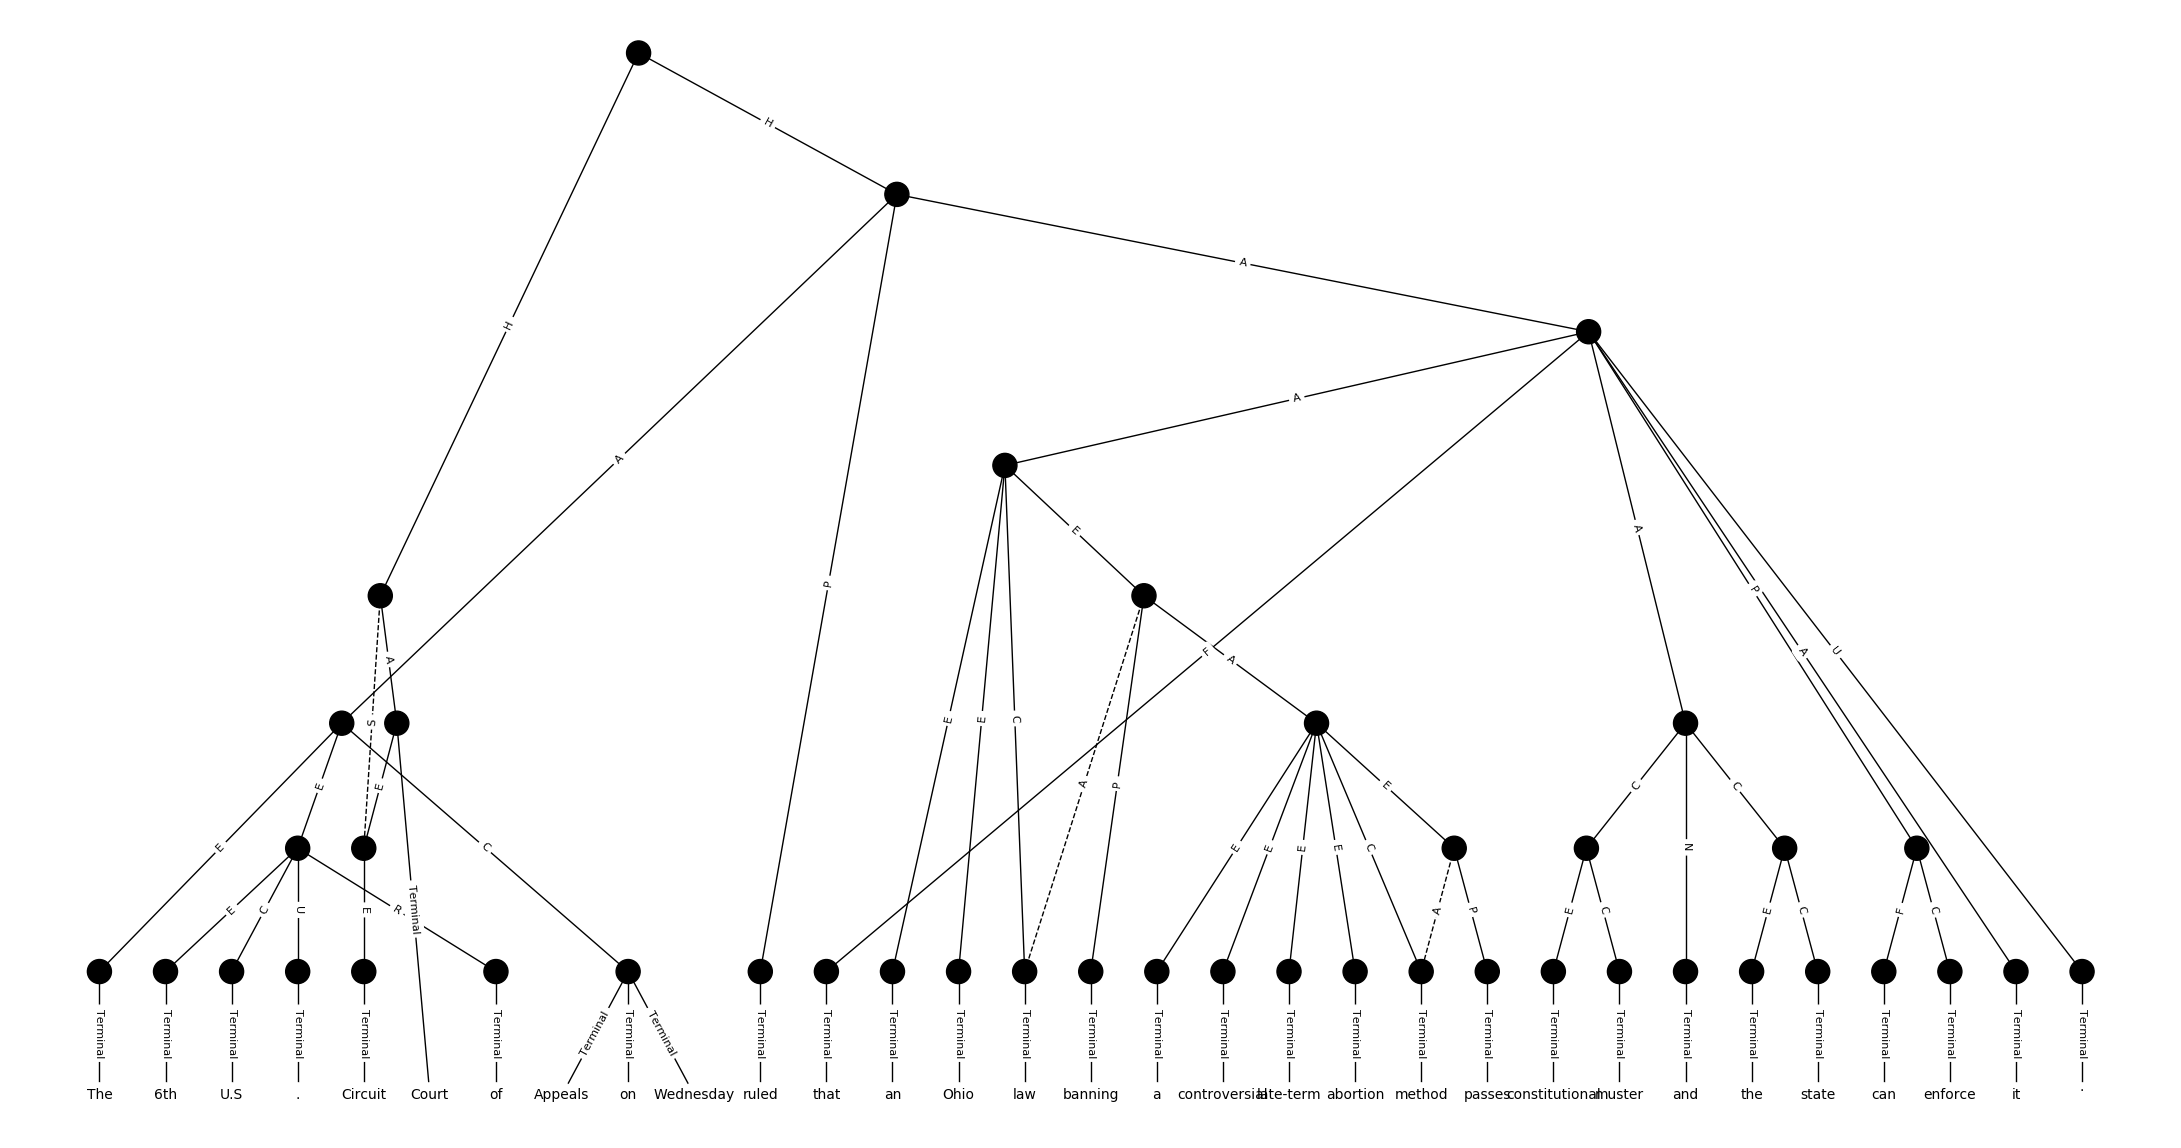 H
A
H
A
A
P
E
A
F
A
P
A
U
A
S
E
E
E
C
A
P
E
C
E
E
C
E
E
E
E
C
E
C
N
C
E
C
U
E
R
Terminal
A
P
E
C
E
C
F
C
Terminal Terminal Terminal Terminal Terminal Terminal Terminal Terminal Terminal Terminal Terminal Terminal Terminal Terminal Terminal Terminal Terminal Terminal Terminal Terminal Terminal Terminal Terminal Terminal Terminal Terminal Terminal Terminal Terminal Terminal
The 6th U.S . Circuit Court of Appeals on Wednesday ruled that an Ohio law banning a controversial late-term abortion method passes constitutional muster and the state can enforce it .